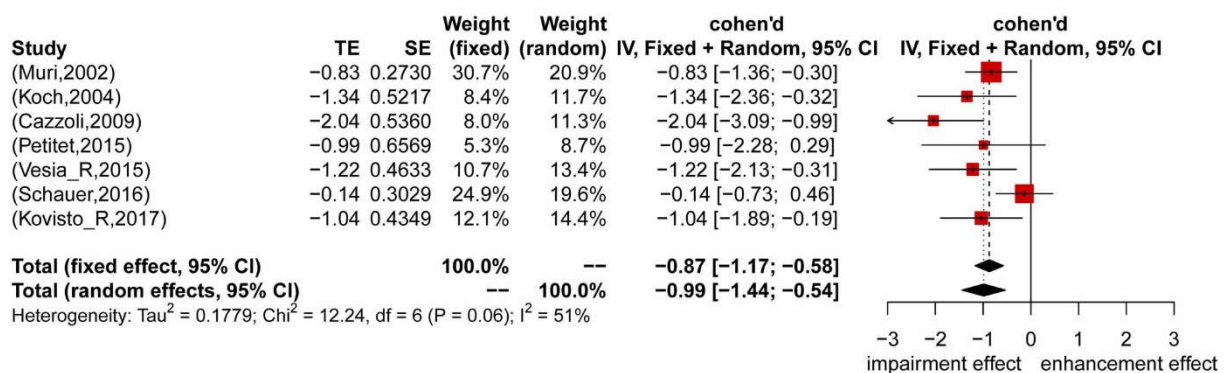 Weight Weight cohen'd cohen'd
Study TE SE (fixed) (random) IV, Fixed + Random, 95% CI IV, Fixed + Random, 95% CI
(Muri,2002) −0.83 0.2730 30.7% 20.9% −0.83 [−1.36; −0.30]
(Koch,2004) −1.34 0.5217 8.4% 11.7% −1.34 [−2.36; −0.32]
(Cazzoli,2009) −2.04 0.5360 8.0% 11.3% −2.04 [−3.09; −0.99]
(Petitet,2015) −0.99 0.6569 5.3% 8.7% −0.99 [−2.28; 0.29]
(Vesia_R,2015) −1.22 0.4633 10.7% 13.4% −1.22 [−2.13; −0.31]
(Schauer,2016) −0.14 0.3029 24.9% 19.6% −0.14 [−0.73; 0.46]
(Kovisto_R,2017) −1.04 0.4349 12.1% 14.4% −1.04 [−1.89; −0.19]
Total (fixed effect, 95% CI) 100.0% −− −0.87 [−1.17; −0.58]
Total (random effects, 95% CI) −− 100.0% −0.99 [−1.44; −0.54]
Heterogeneity: Tau² = 0.1779; Chi² = 12.24, df = 6 (P = 0.06); I² = 51%
−3 −2 −1 0 1 2 3
impairment effect enhancement effect